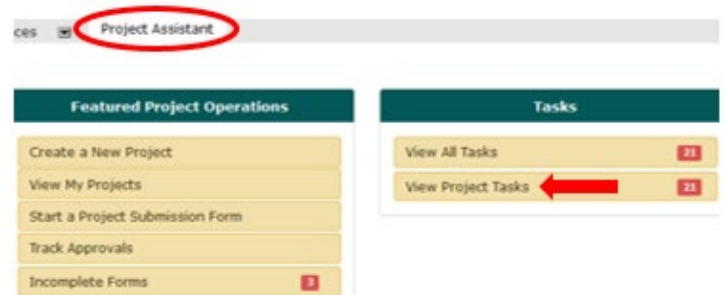 ces Project Assistant
Featured Project Operations
Create a New Project
View My Projects
Start a Project Submission Form
Track Approvals
Incomplete Forms 3
Tasks
View All Tasks 21
View Project Tasks 21